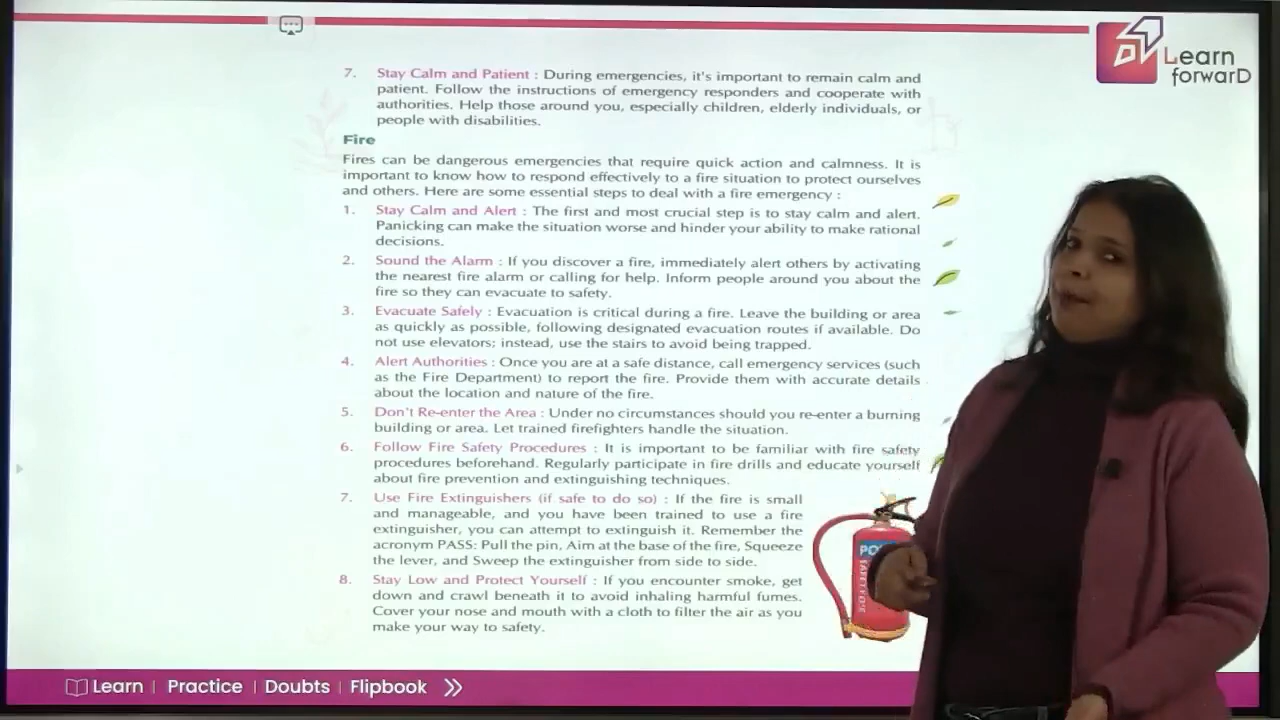 Learn
forwarD
7. Stay Calm and Patient : During emergencies, it's important to remain calm and
patient. Follow the instructions of emergency responders and cooperate with
authorities. Help those around you, especially children, elderly individuals, or
people with disabilities.
Fire
Fires can be dangerous emergencies that require quick action and calmness. It is
important to know how to respond effectively to a fire situation to protect ourselves
and others. Here are some essential steps to deal with a fire emergency :
1. Stay Calm and Alert : The first and most crucial step is to stay calm and alert.
Panicking can make the situation worse and hinder your ability to make rational
decisions.
2. Sound the Alarm : If you discover a fire, immediately alert others by activating
the nearest fire alarm or calling for help. Inform people around you about the
fire so they can evacuate to safety.
3. Evacuate Safely : Evacuation is critical during a fire. Leave the building or area
as quickly as possible, following designated evacuation routes if available. Do
not use elevators; instead, use the stairs to avoid being trapped.
4. Alert Authorities : Once you are at a safe distance, call emergency services (such
as the Fire Department) to report the fire. Provide them with accurate details
about the location and nature of the fire.
5. Don't Re-enter the Area : Under no circumstances should you re-enter a burning
building or area. Let trained firefighters handle the situation.
6. Follow Fire Safety Procedures : It is important to be familiar with fire safety
procedures beforehand. Regularly participate in fire drills and educate yourself
about fire prevention and extinguishing techniques.
7. Use Fire Extinguishers (if safe to do so) : If the fire is small
and manageable, and you have been trained to use a fire
extinguisher, you can attempt to extinguish it. Remember the
acronym PASS: Pull the pin, Aim at the base of the fire, Squeeze
the lever, and Sweep the extinguisher from side to side.
8. Stay Low and Protect Yourself : If you encounter smoke, get
down and crawl beneath it to avoid inhaling harmful fumes.
Cover your nose and mouth with a cloth to filter the air as you
make your way to safety.
Learn | Practice | Doubts | Flipbook